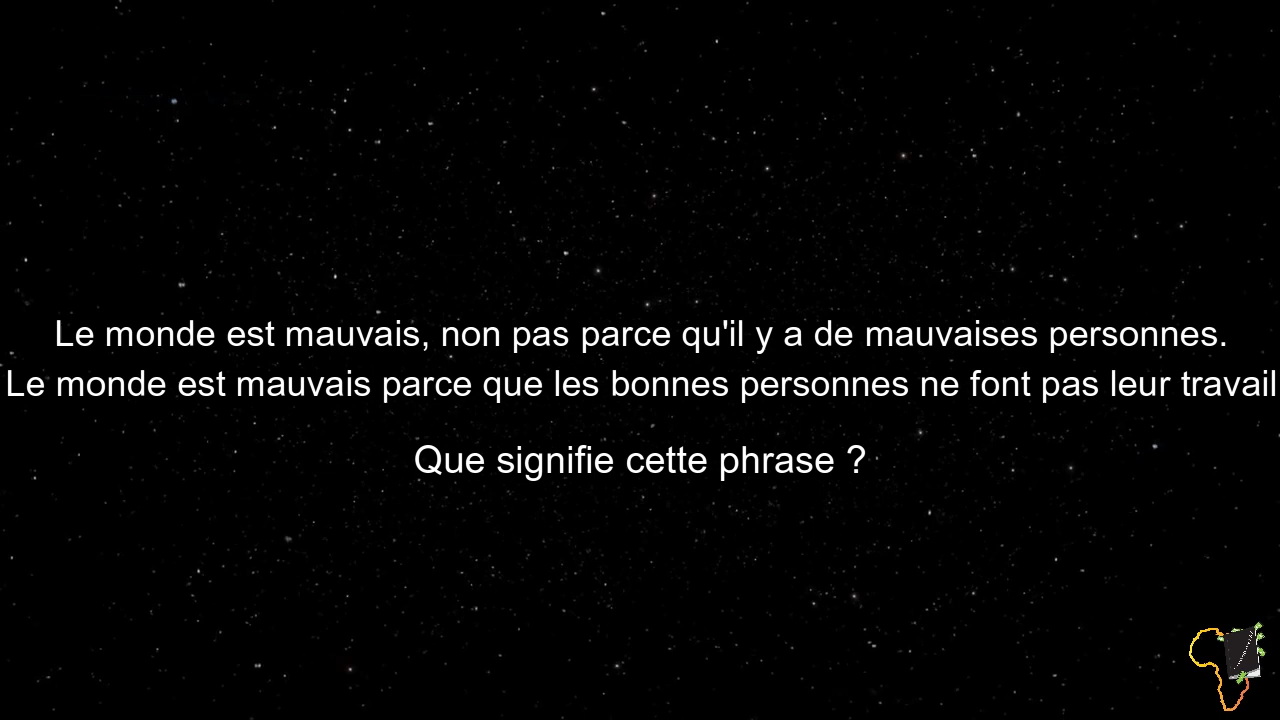 Le monde est mauvais, non pas parce qu'il y a de mauvaises personnes.
Le monde est mauvais parce que les bonnes personnes ne font pas leur travail
Que signifie cette phrase ?